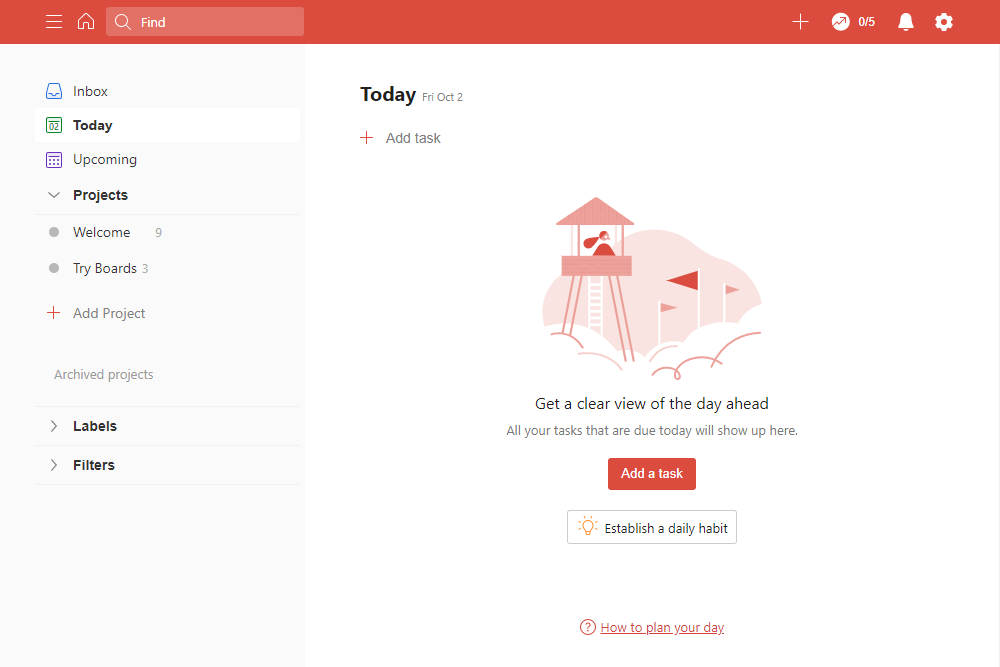 Find
0/5
Inbox
02 Today
Upcoming
Projects
Welcome 9
Try Boards 3
Add Project
Archived projects
Labels
Filters
Today Fri Oct 2
Add task
Get a clear view of the day ahead
All your tasks that are due today will show up here.
Add a task
Establish a daily habit
? How to plan your day